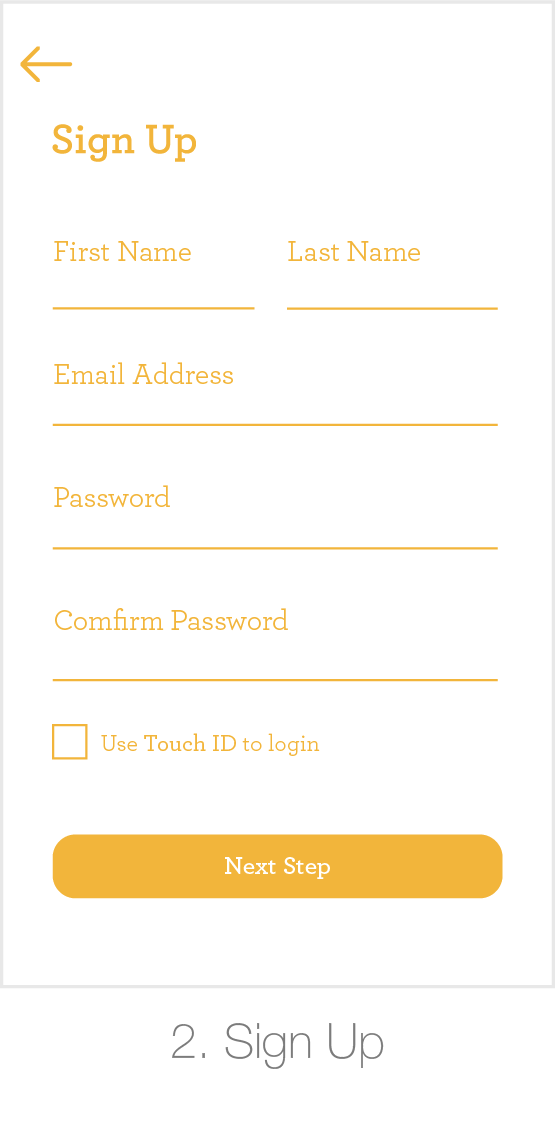 Sign Up
First Name Last Name
Email Address
Password
Confirm Password
Use Touch ID to login
Next Step
2. Sign Up